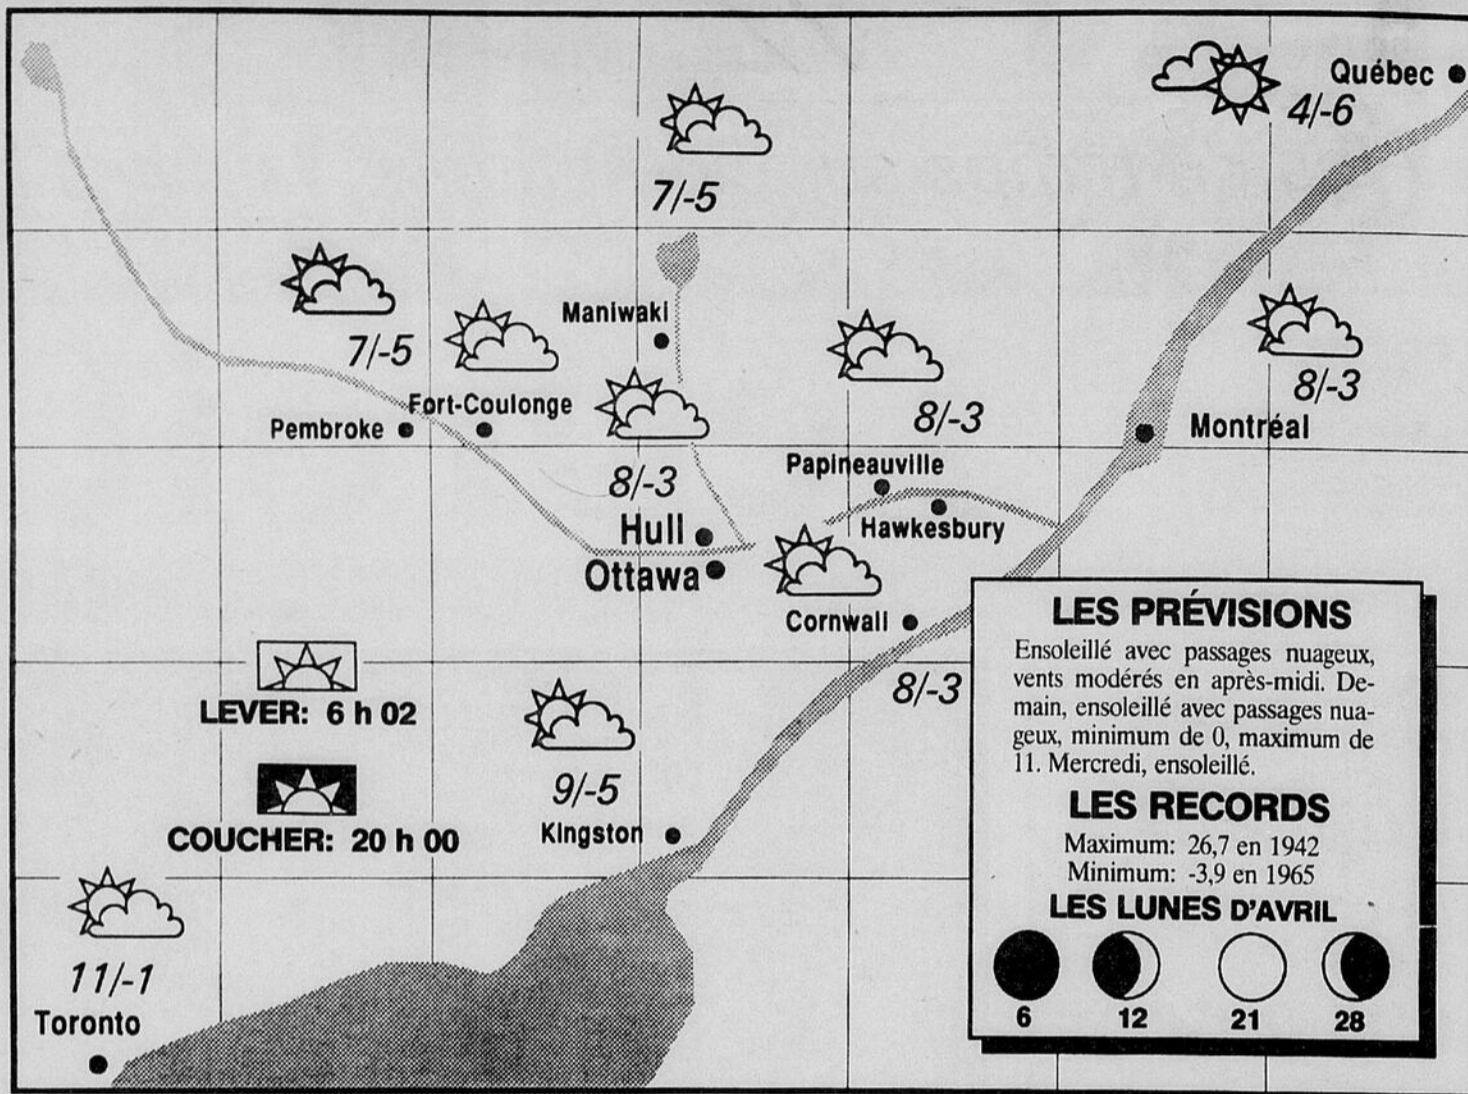 Québec
4/-6
7/-5
Maniwaki
7/-5
8/-3
Fort-Coulonge
Pembroke
8/-3
Montréal
Papineauville
8/-3
Hawkesbury
Hull
Ottawa
Cornwall
8/-3
LEVER: 6 h 02
COUCHER: 20 h 00
9/-5
Kingston
11/-1
Toronto
LES PRÉVISIONS
Ensoleillé avec passages nuageux,
vents modérés en après-midi. De-
main, ensoleillé avec passages nua-
geux, minimum de 0, maximum de
11. Mercredi, ensoleillé.
LES RECORDS
Maximum: 26,7 en 1942
Minimum: -3,9 en 1965
LES LUNES D'AVRIL
6 12 21 28